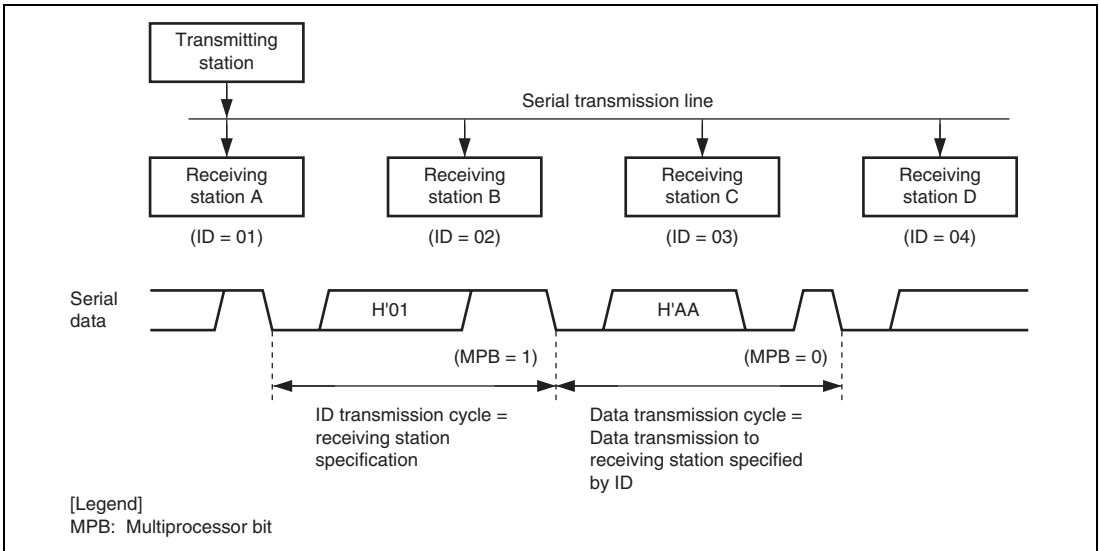 Transmitting
station
Serial transmission line
Receiving
station A
Receiving
station B
Receiving
station C
Receiving
station D
(ID = 01)
(ID = 02)
(ID = 03)
(ID = 04)
Serial
data
H'01
H'AA
(MPB = 1)
(MPB = 0)
ID transmission cycle =
receiving station
specification
Data transmission cycle =
Data transmission to
receiving station specified
by ID
[Legend]
MPB: Multiprocessor bit